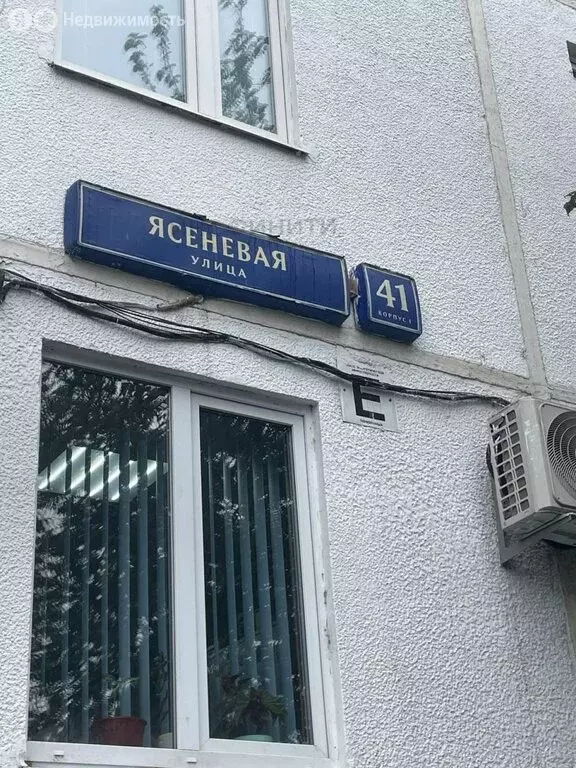 Недвижимость
ЯСЕНЕВАЯ
УЛИЦА
41
КОРПУС 1
Е